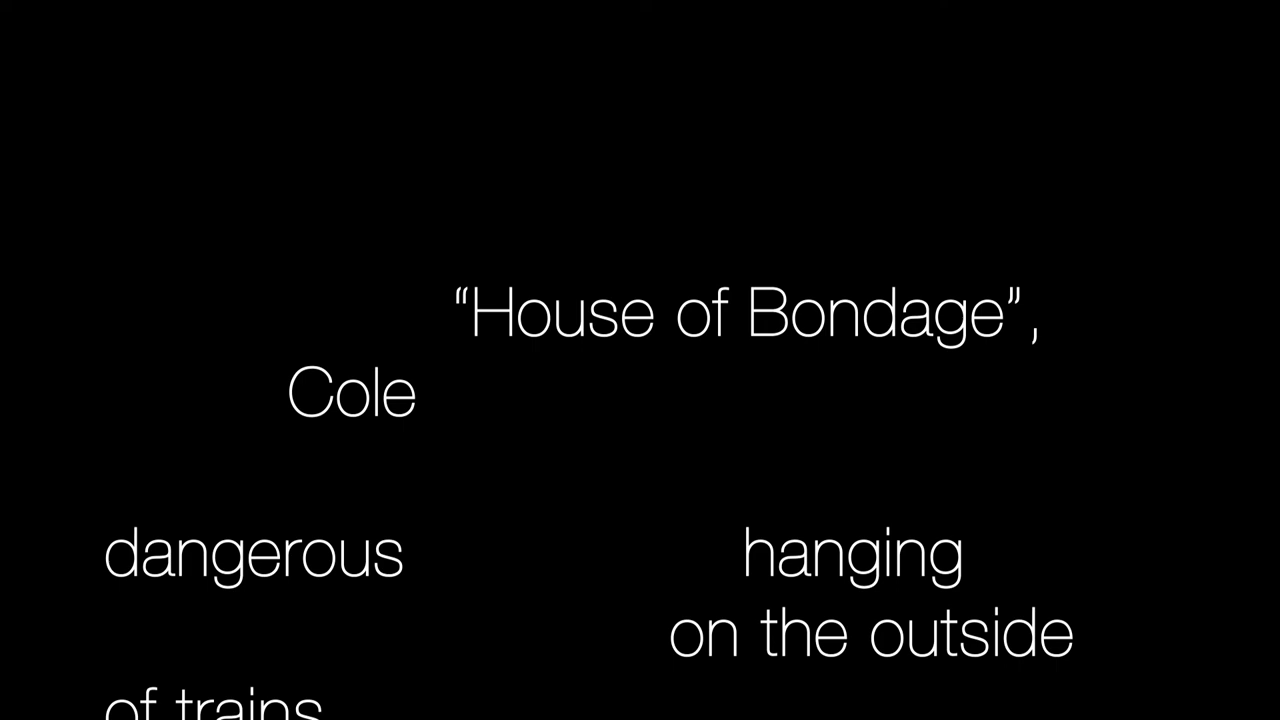 “House of Bondage”,
Cole
dangerous hanging
on the outside
of trains